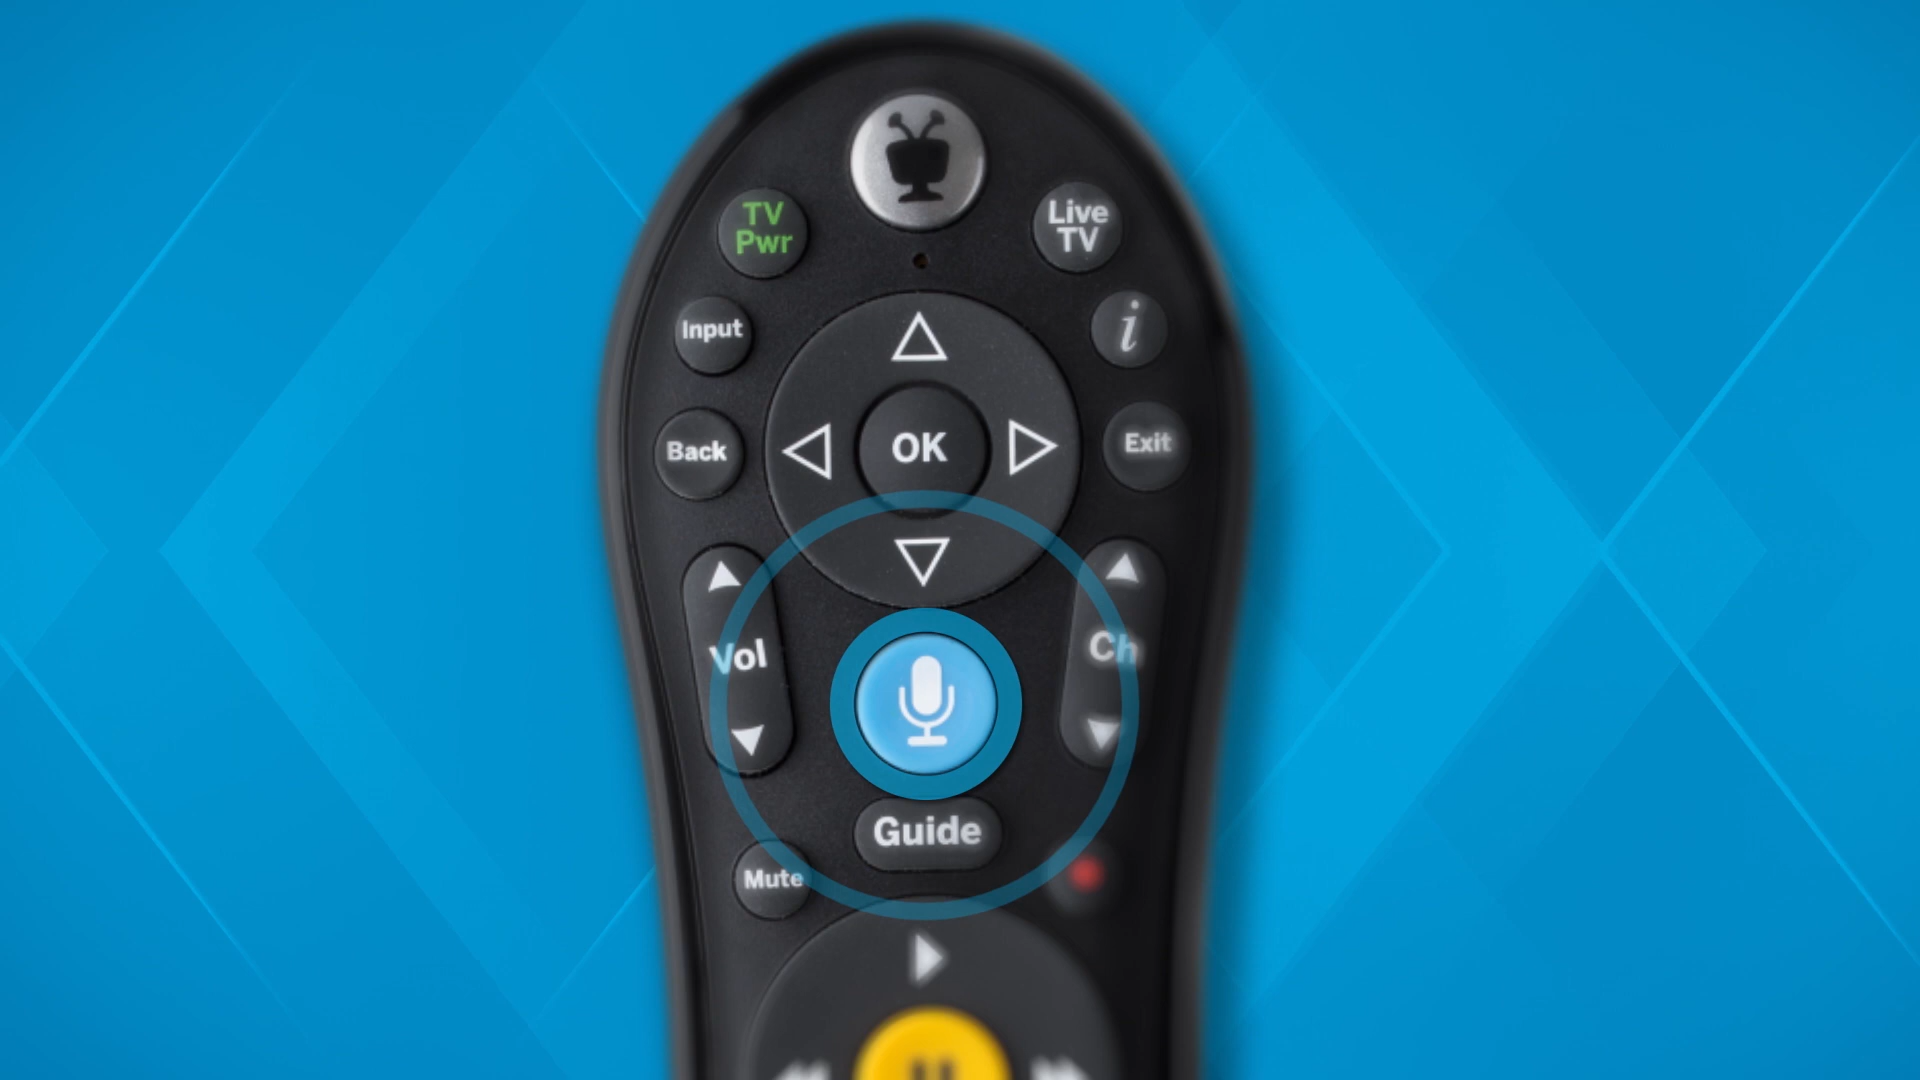 TV
Pwr
Live
TV
Input
i
Back
OK
Exit
Vol
Ch
Guide
Mute